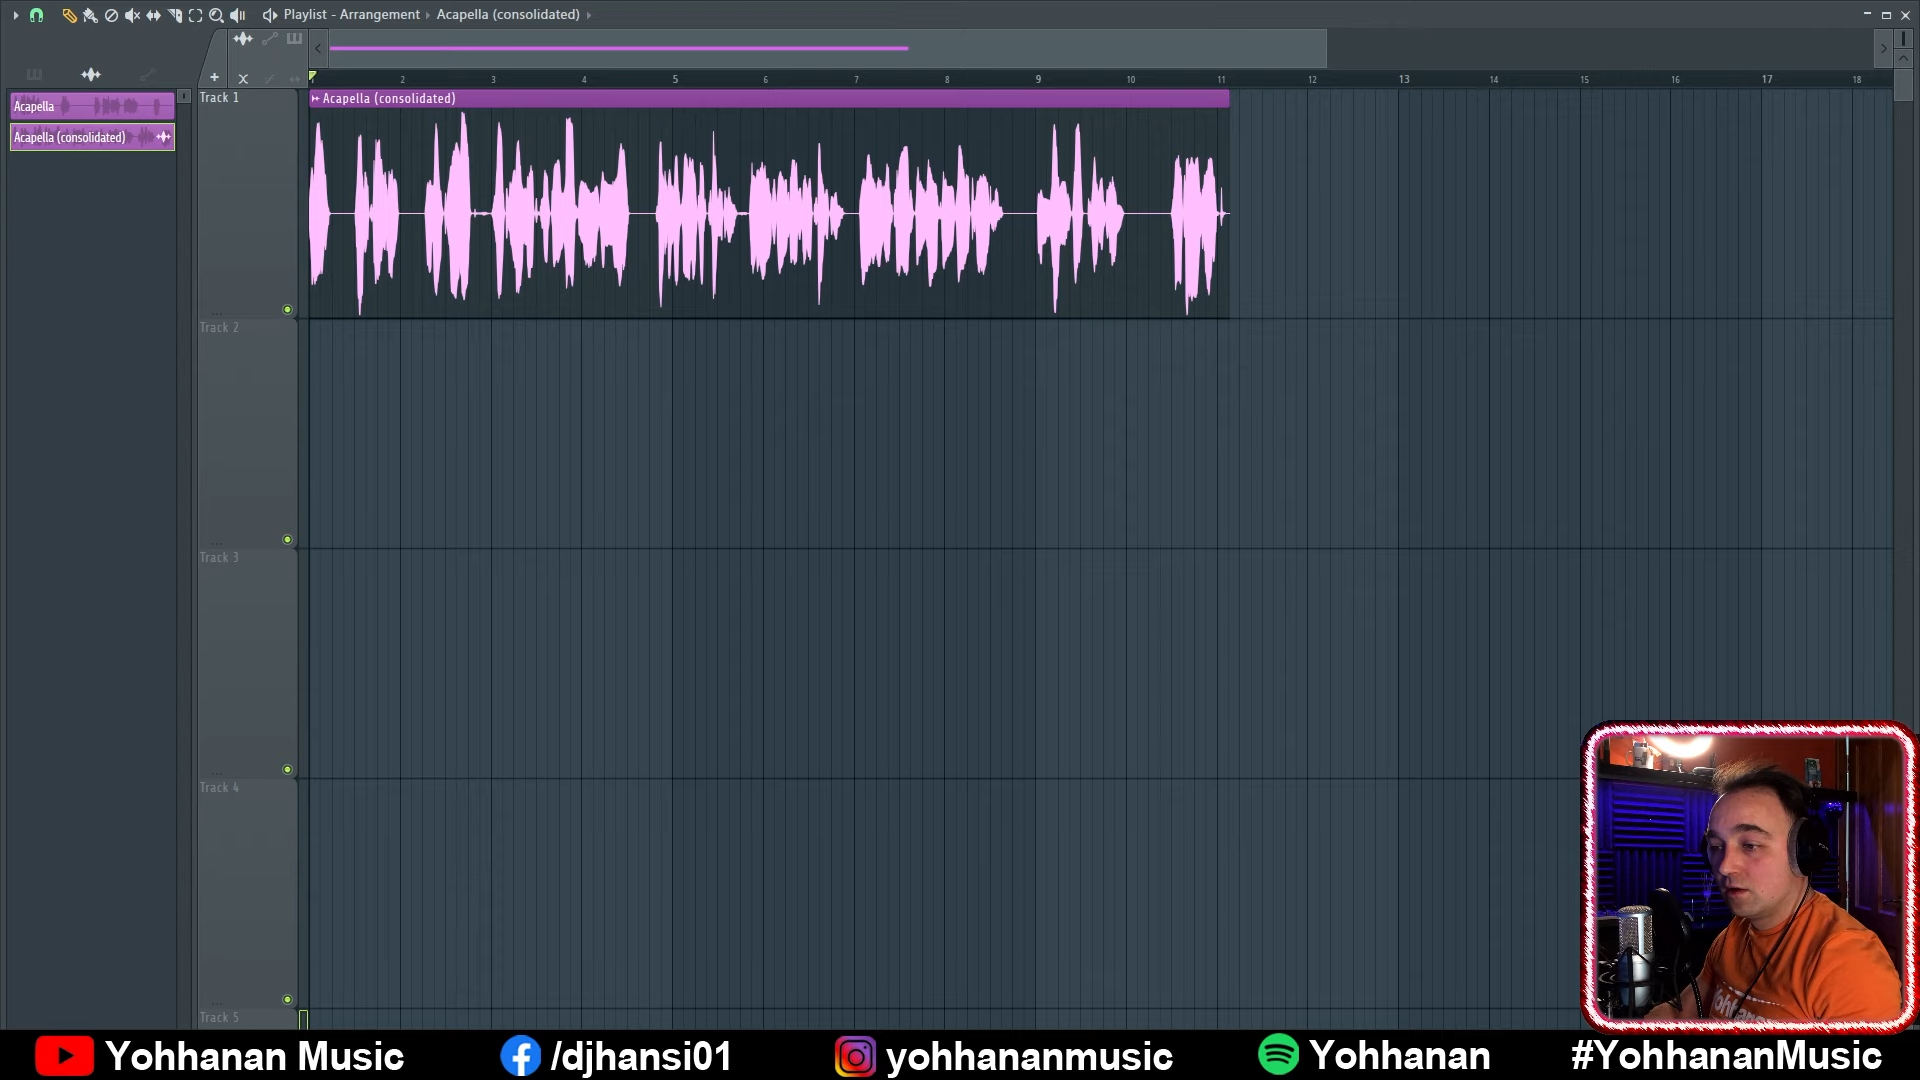 Playlist - Arrangement › Acapella (consolidated) ›
1 2 3 4 5 6 7 8 9 10 11 12 13 14 15 16 17 18
Acapella
Acapella (consolidated)
Track 1
Acapella (consolidated)
Track 2
Track 3
Track 4
Track 5
Yohhanan Music /djhansi01 yohhananmusic Yohhanan #YohhananMusic